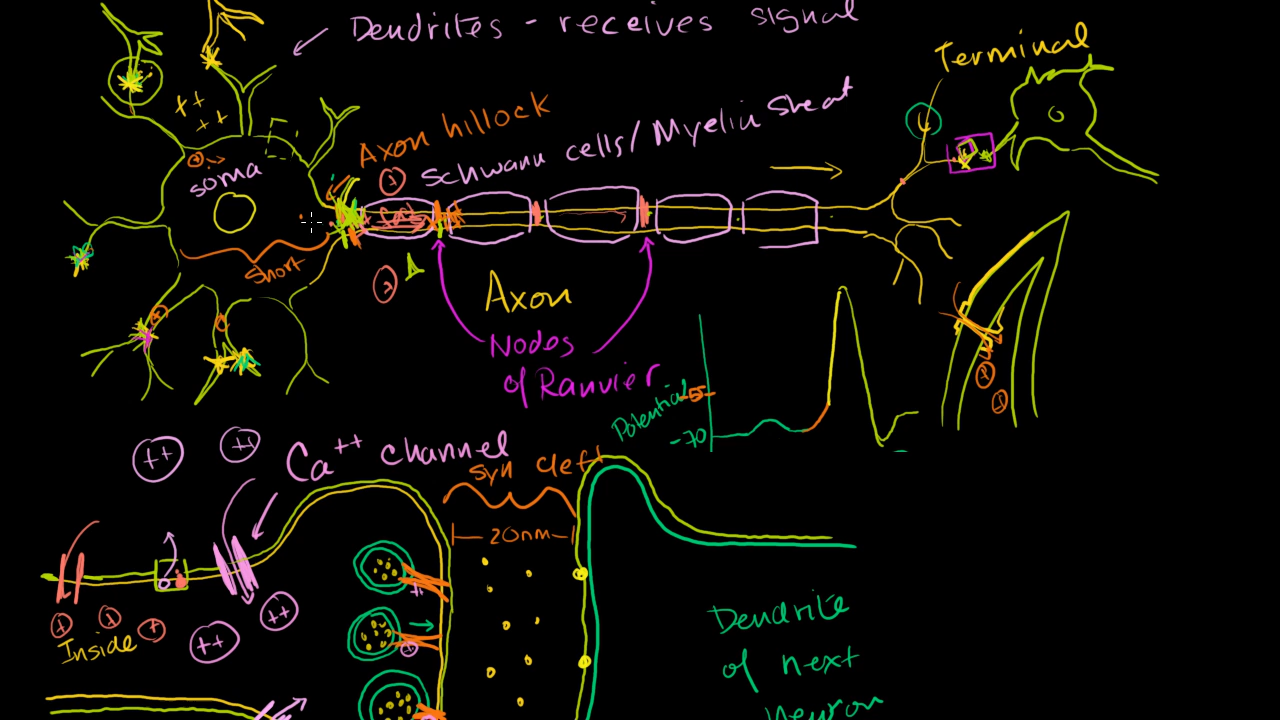 Dendrites - receives signal
Terminal
Axon hillock
Schwann cells/Myelin Sheat
soma
++
++
short
Axon
Nodes
of Ranvier
Potential
-70
++
++
Ca++ channel
syn cleft
20nm
++
++
Inside
Dendrite
of next
neuron